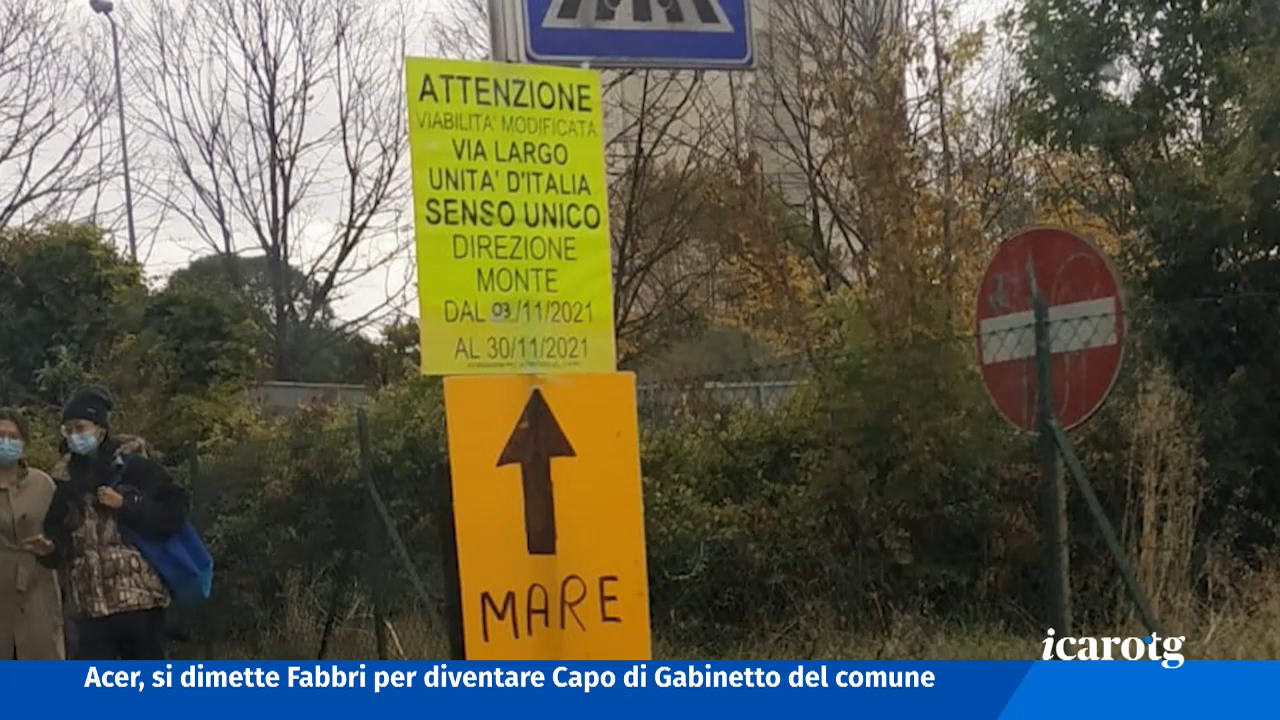 ATTENZIONE
VIABILITA' MODIFICATA
VIA LARGO
UNITA' D'ITALIA
SENSO UNICO
DIREZIONE
MONTE
DAL 03/11/2021
AL 30/11/2021
MARE
icarotg
Acer, si dimette Fabbri per diventare Capo di Gabinetto del comune